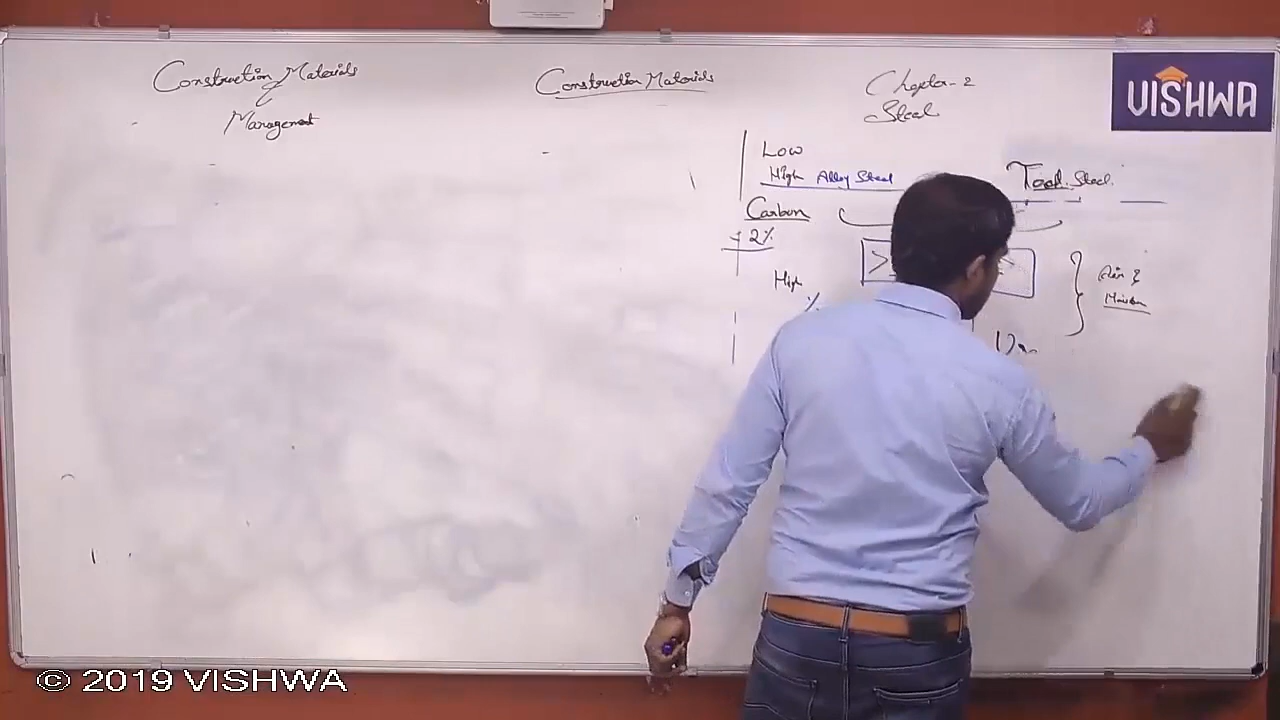 Construction Materials
&
Management
Construction Materials
Chapter-2
Steel
VISHWA
Low
High Alloy Steel
Tool Steel
Carbon
2%
High
%
Air &
© 2019 VISHWA